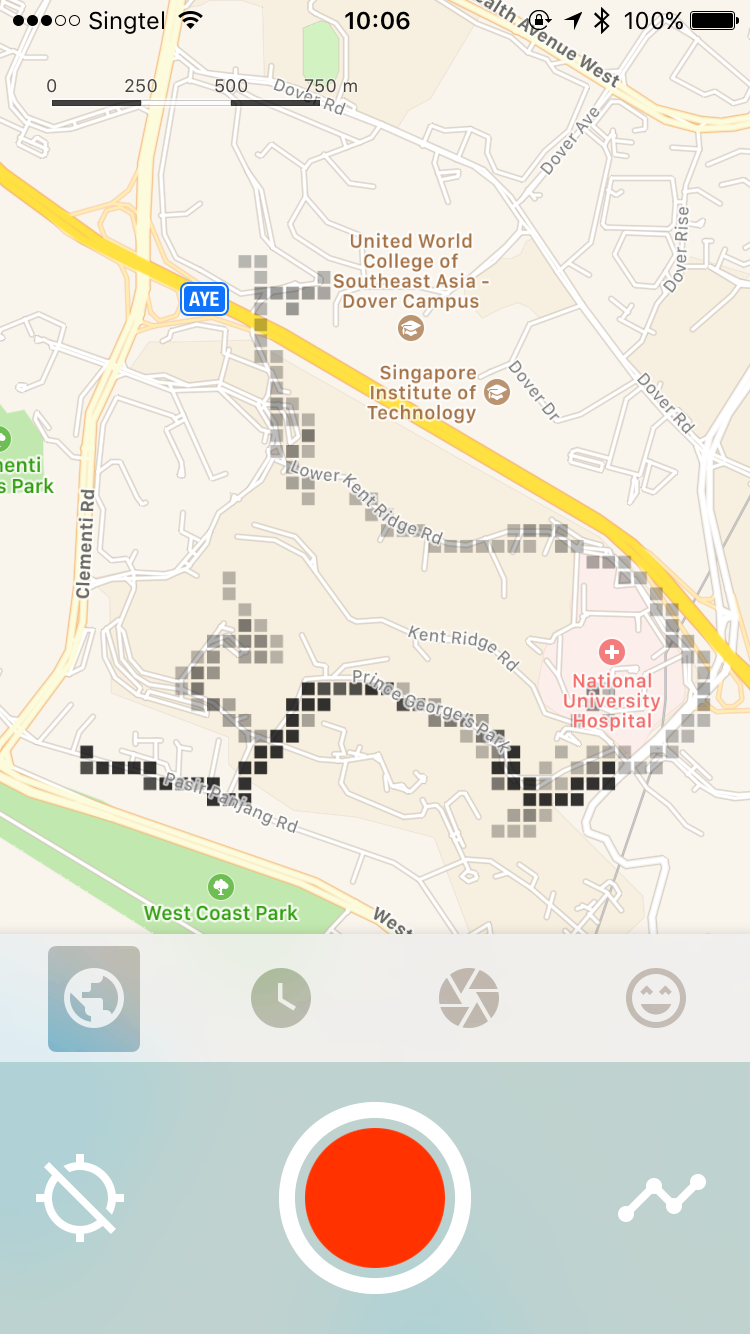 Singtel 10:06 100%
ealth Avenue West
0 250 500 750 m
Dover Rd
Dover Ave
Dover Rise
United World
College of
Southeast Asia -
Dover Campus
AYE
Singapore
Institute of
Technology
Dover Dr
Dover Rd
menti
s Park
Lower Kent Ridge Rd
Clementi Rd
Kent Ridge Rd
National
University
Hospital
Prince George's Park
Pasir Panjang Rd
West Coast Park
West